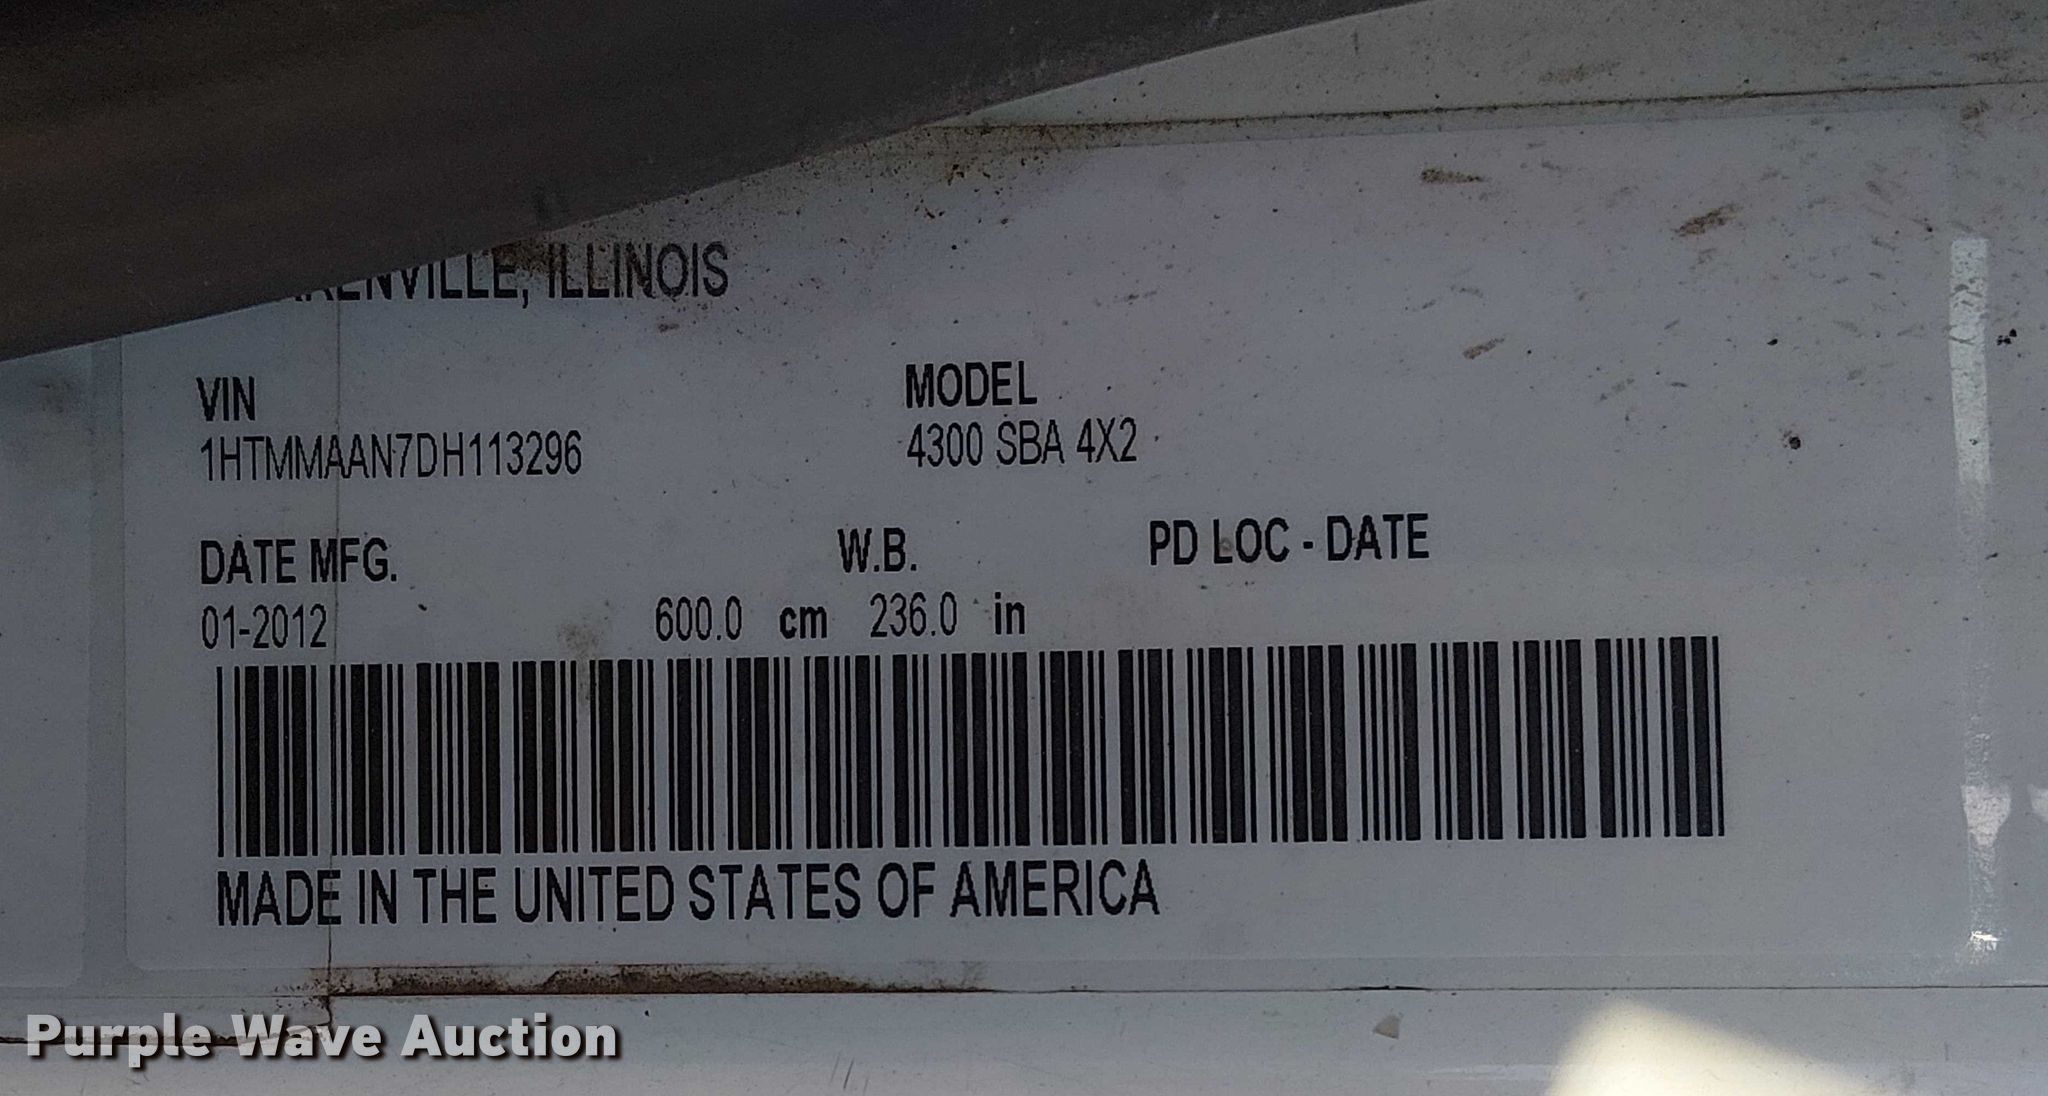 ILLINOIS
VIN
1HTMMAAN7DH113296
MODEL
4300 SBA 4X2
DATE MFG.
01-2012
W.B.
600.0 cm 236.0 in
PD LOC - DATE
MADE IN THE UNITED STATES OF AMERICA
Purple Wave Auction